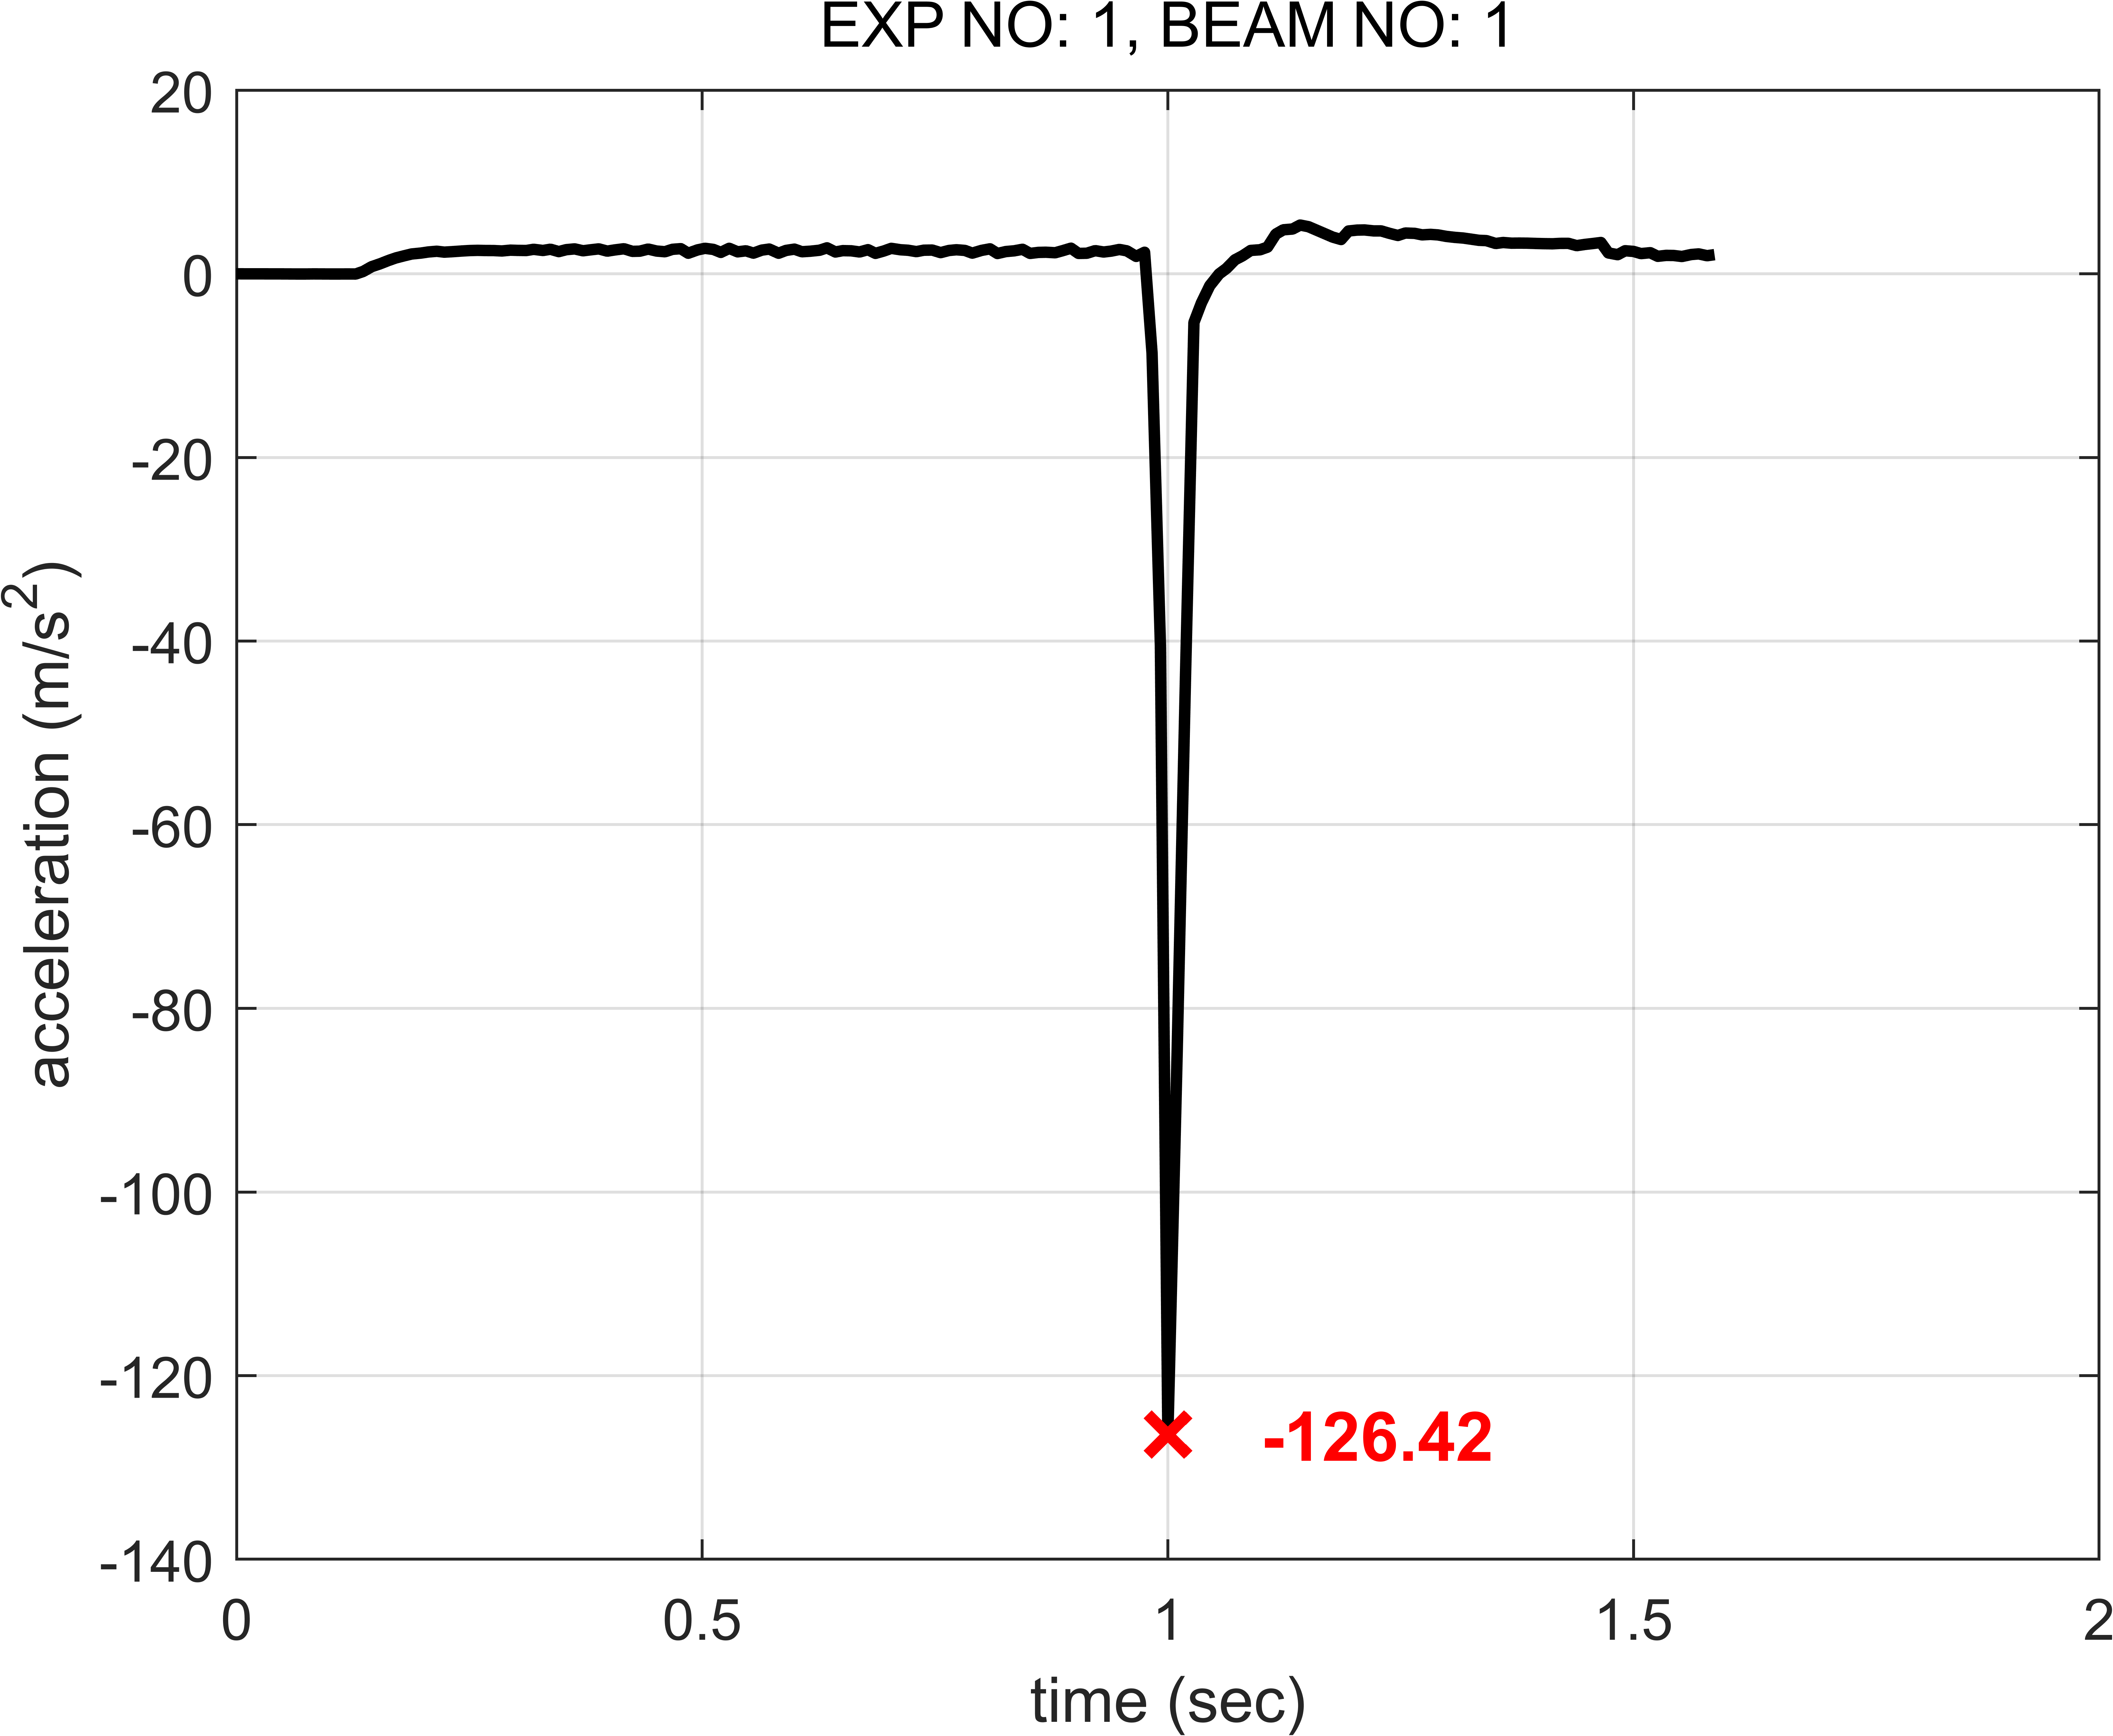 EXP NO: 1, BEAM NO: 1
20
0
-20
-40
-60
-80
-100
-120
-140
acceleration (m/s²)
-126.42
0 0.5 1 1.5 2
time (sec)